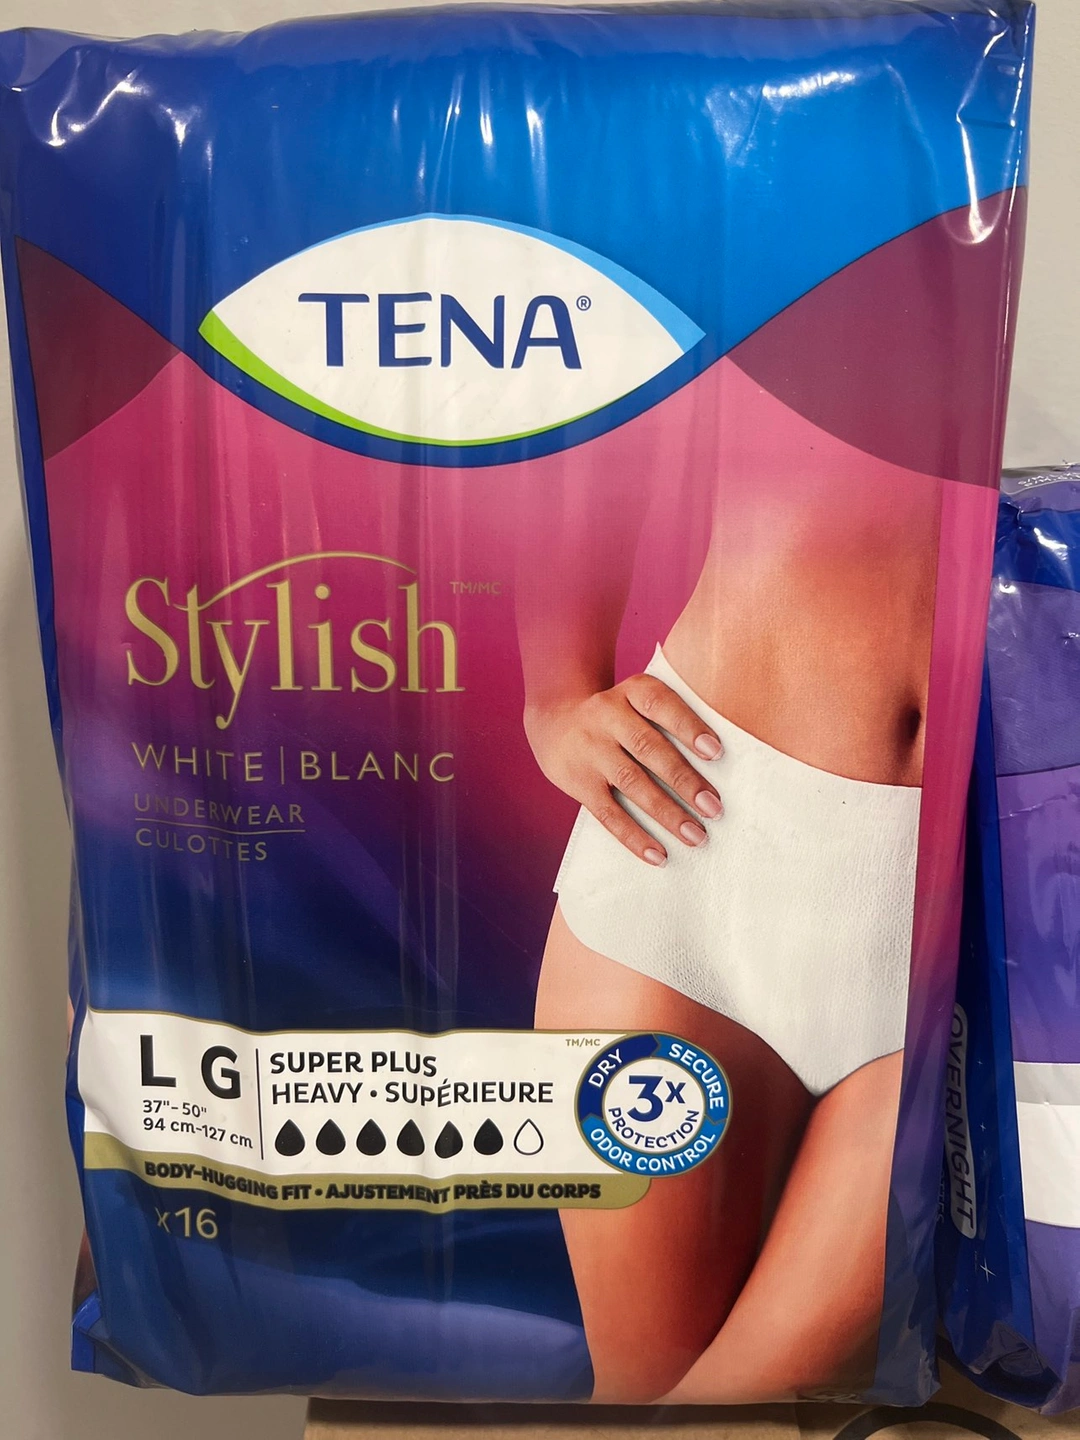 TENA®
Stylish TM/MC
WHITE | BLANC
UNDERWEAR
CULOTTES
L G
37"-50"
94 cm-127 cm
SUPER PLUS
HEAVY • SUPÉRIEURE
TM/MC
DRY
SECURE
3X
PROTECTION
ODOR CONTROL
BODY-HUGGING FIT • AJUSTEMENT PRÈS DU CORPS
x16
OVERNIGHT